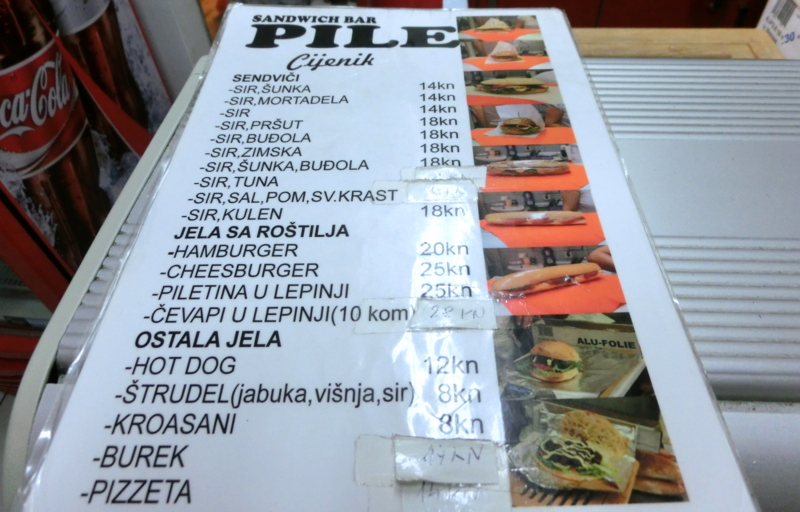 Coca-Cola
SANDWICH BAR
PILE
Cijenik
SENDVIČI
-SIR,ŠUNKA 14kn
-SIR,MORTADELA 14kn
-SIR 14kn
-SIR,PRŠUT 18kn
-SIR,BUĐOLA 18kn
-SIR,ZIMSKA 18kn
-SIR,ŠUNKA,BUĐOLA 18kn
-SIR,TUNA
-SIR,SAL,POM,SV.KRAST
-SIR,KULEN 18kn
JELA SA ROŠTILJA
-HAMBURGER 20kn
-CHEESBURGER 25kn
-PILETINA U LEPINJI 25kn
-ČEVAPI U LEPINJI(10 kom) 28 KN
OSTALA JELA
-HOT DOG 12kn
-ŠTRUDEL(jabuka,višnja,sir) 8kn
-KROASANI 8kn
-BUREK
-PIZZETA
ALU-FOLIE